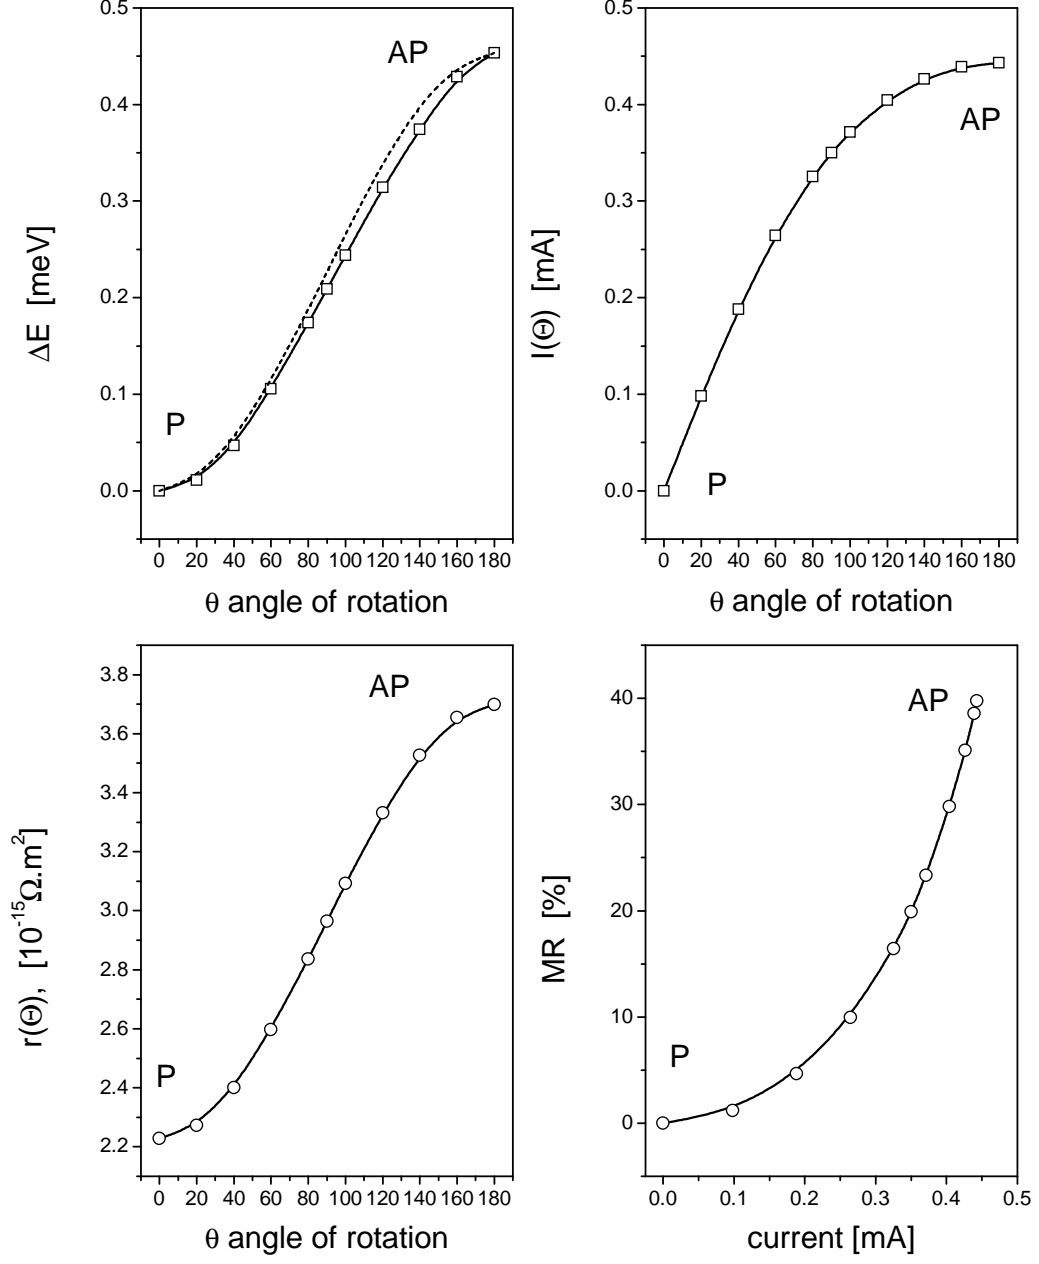 0.5
0.4
0.3
0.2
0.1
0.0
ΔE [meV]
AP
P
0 20 40 60 80 100 120 140 160 180
θ angle of rotation
0.5
0.4
0.3
0.2
0.1
0.0
I(Θ) [mA]
AP
P
0 20 40 60 80 100 120 140 160 180
θ angle of rotation
3.8
3.6
3.4
3.2
3.0
2.8
2.6
2.4
2.2
r(Θ), [10⁻¹⁵Ω.m²]
AP
P
0 20 40 60 80 100 120 140 160 180
θ angle of rotation
40
30
20
10
0
MR [%]
AP
P
0.0 0.1 0.2 0.3 0.4 0.5
current [mA]